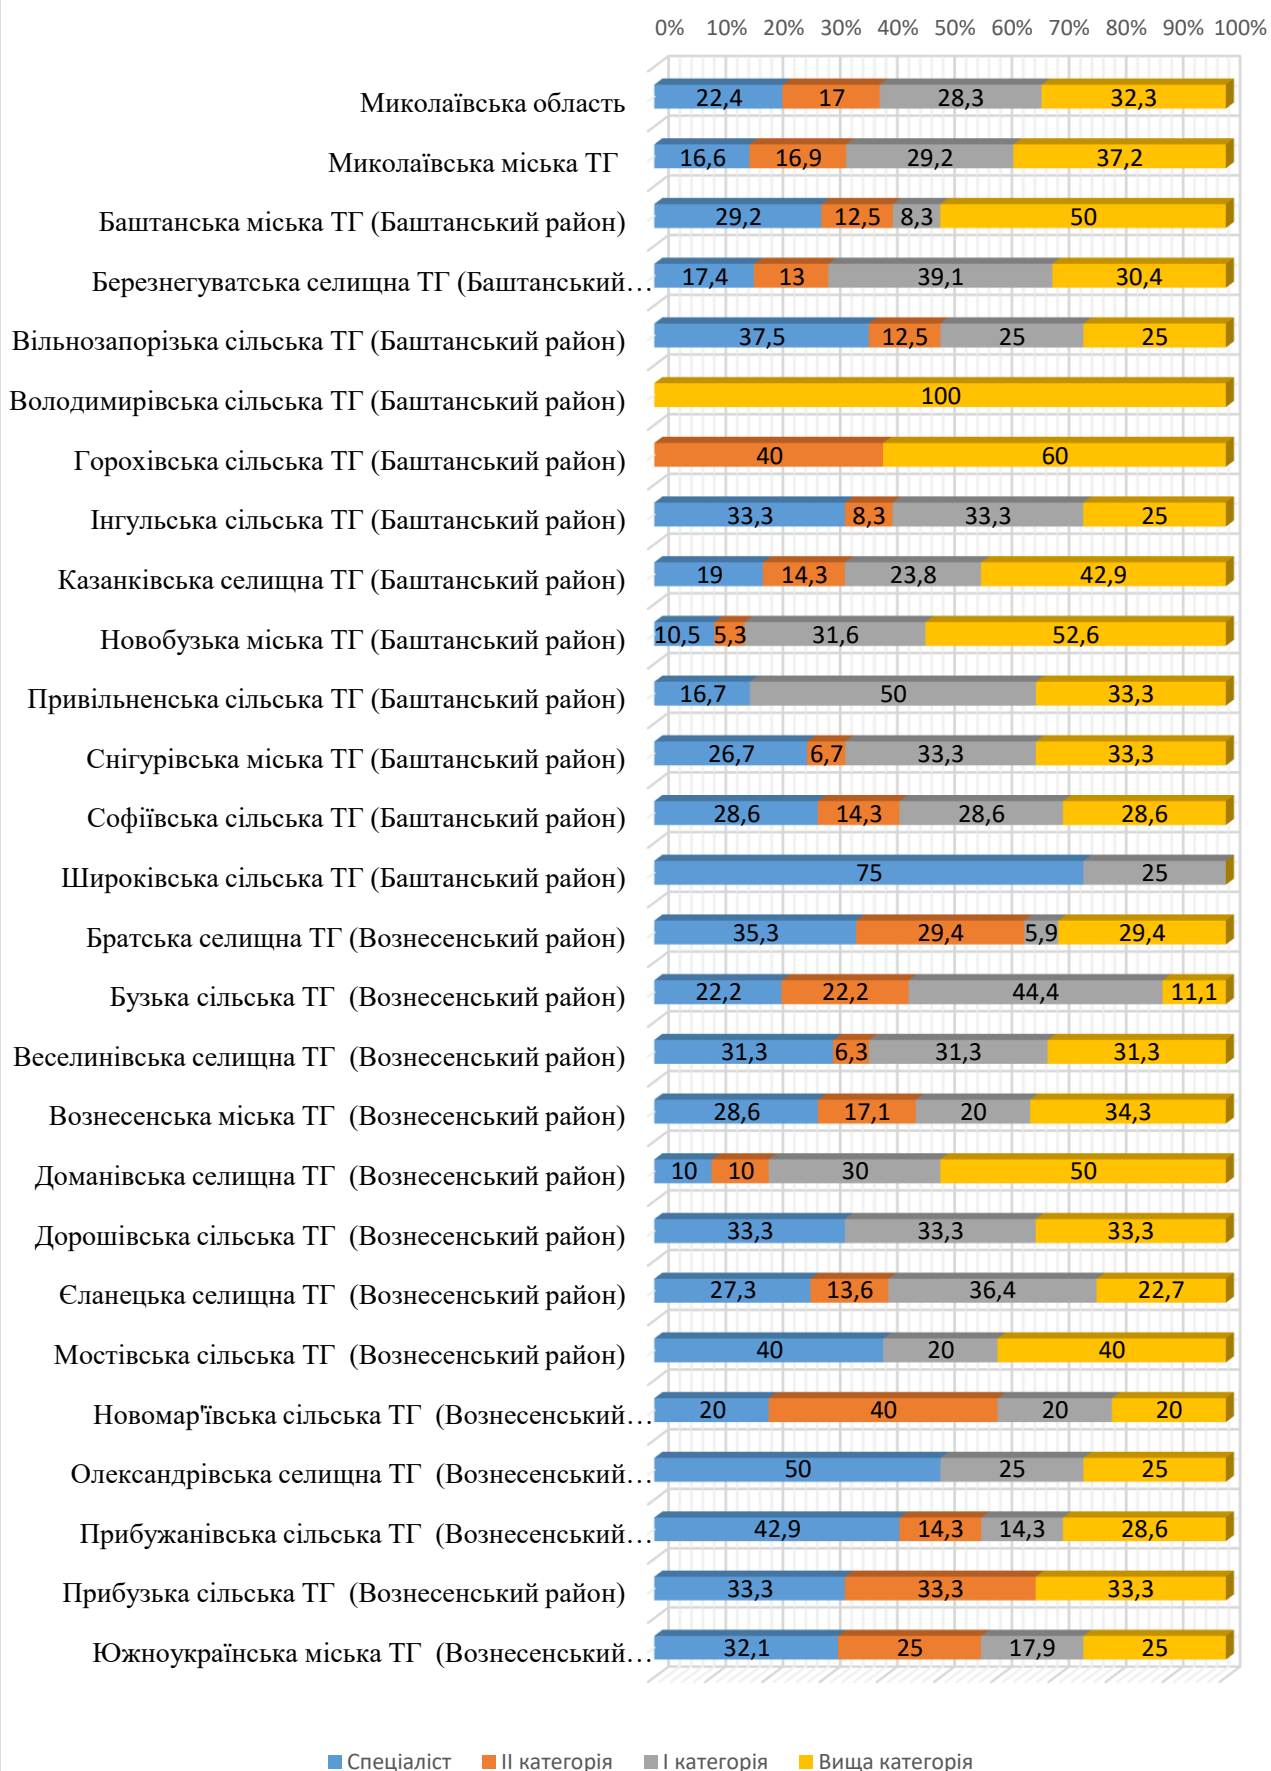 0% 10% 20% 30% 40% 50% 60% 70% 80% 90% 100%
Миколаївська область 22,4 17 28,3 32,3
Миколаївська міська ТГ 16,6 16,9 29,2 37,2
Баштанська міська ТГ (Баштанський район) 29,2 12,5 8,3 50
Березнегуватська селищна ТГ (Баштанський… 17,4 13 39,1 30,4
Вільнозапорізька сільська ТГ (Баштанський район) 37,5 12,5 25 25
Володимирівська сільська ТГ (Баштанський район) 100
Горохівська сільська ТГ (Баштанський район) 40 60
Інгульська сільська ТГ (Баштанський район) 33,3 8,3 33,3 25
Казанківська селищна ТГ (Баштанський район) 19 14,3 23,8 42,9
Новобузька міська ТГ (Баштанський район) 10,5 5,3 31,6 52,6
Привільненська сільська ТГ (Баштанський район) 16,7 50 33,3
Снігурівська міська ТГ (Баштанський район) 26,7 6,7 33,3 33,3
Софіївська сільська ТГ (Баштанський район) 28,6 14,3 28,6 28,6
Широківська сільська ТГ (Баштанський район) 75 25
Братська селищна ТГ (Вознесенський район) 35,3 29,4 5,9 29,4
Бузька сільська ТГ (Вознесенський район) 22,2 22,2 44,4 11,1
Веселинівська селищна ТГ (Вознесенський район) 31,3 6,3 31,3 31,3
Вознесенська міська ТГ (Вознесенський район) 28,6 17,1 20 34,3
Доманівська селищна ТГ (Вознесенський район) 10 10 30 50
Дорошівська сільська ТГ (Вознесенський район) 33,3 33,3 33,3
Єланецька селищна ТГ (Вознесенський район) 27,3 13,6 36,4 22,7
Мостівська сільська ТГ (Вознесенський район) 40 20 40
Новомар'ївська сільська ТГ (Вознесенський… 20 40 20 20
Олександрівська селищна ТГ (Вознесенський… 50 25 25
Прибужанівська сільська ТГ (Вознесенський… 42,9 14,3 14,3 28,6
Прибузька сільська ТГ (Вознесенський район) 33,3 33,3 33,3
Южноукраїнська міська ТГ (Вознесенський… 32,1 25 17,9 25
Спеціаліст ІІ категорія І категорія Вища категорія